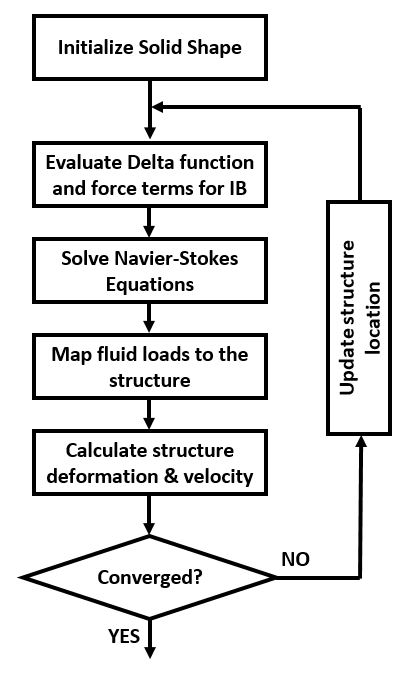 Initialize Solid Shape
Evaluate Delta function
and force terms for IB
Solve Navier-Stokes
Equations
Map fluid loads to the
structure
Calculate structure
deformation & velocity
Converged?
NO
YES
Update structure
location